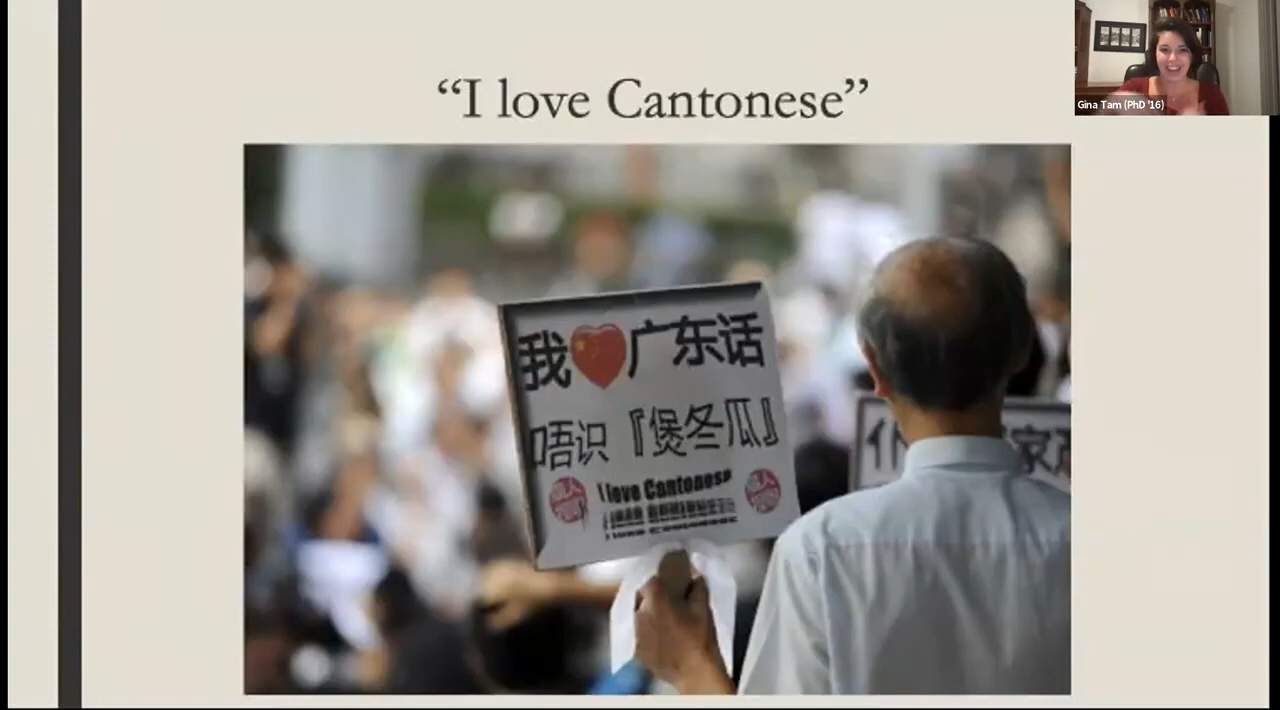 “I love Cantonese”
Gina Tam (PhD '16)
我 广东话
唔识『煲冬瓜』
I love Cantonese